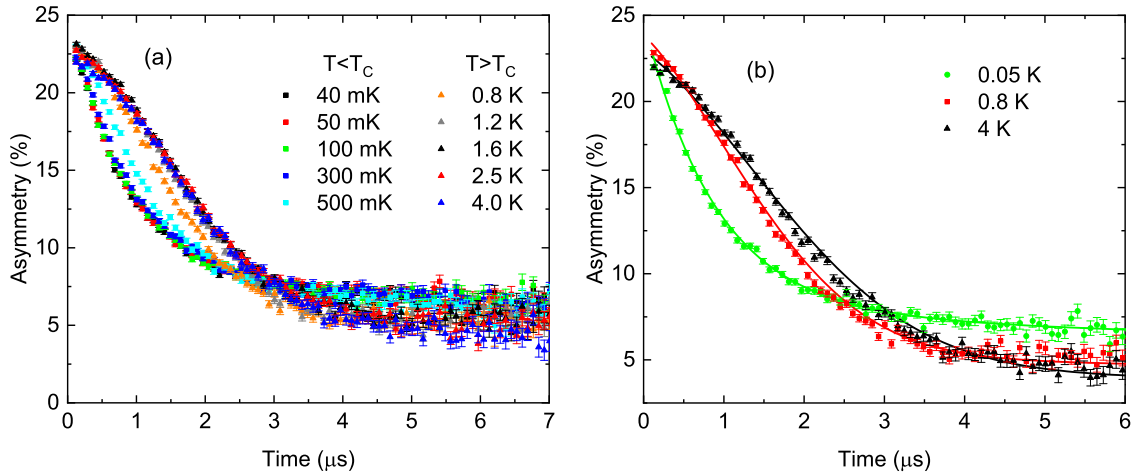 (a)
T<T_C T>T_C
40 mK 0.8 K
50 mK 1.2 K
100 mK 1.6 K
300 mK 2.5 K
500 mK 4.0 K
Asymmetry (%)
25
20
15
10
5
0
0 1 2 3 4 5 6 7
Time (μs)
(b)
0.05 K
0.8 K
4 K
Asymmetry (%)
25
20
15
10
5
0 1 2 3 4 5 6
Time (μs)